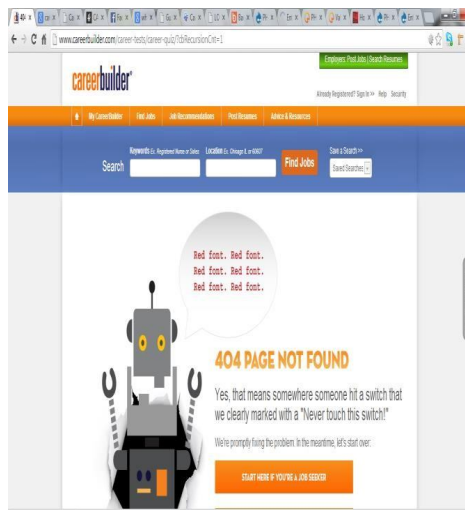 www.careerbuilder.com/career-tests/career-quiz/?cbRecursionCnt=1
Employers: Post Jobs | Search Resumes
careerbuilder®
Already Registered? Sign In >> Help Security
My CareerBuilder Find Jobs Job Recommendations Post Resumes Advice & Resources
Keywords Ex. Registered Nurse or Sales Location Ex. Chicago IL or 60607 Save a Search >>
Search Find Jobs Saved Searches
Red font. Red font.
Red font. Red font.
Red font. Red font.
404 PAGE NOT FOUND
Yes, that means somewhere someone hit a switch that
we clearly marked with a "Never touch this switch!"
We're promptly fixing the problem. In the meantime, let's start over:
START HERE IF YOU'RE A JOB SEEKER